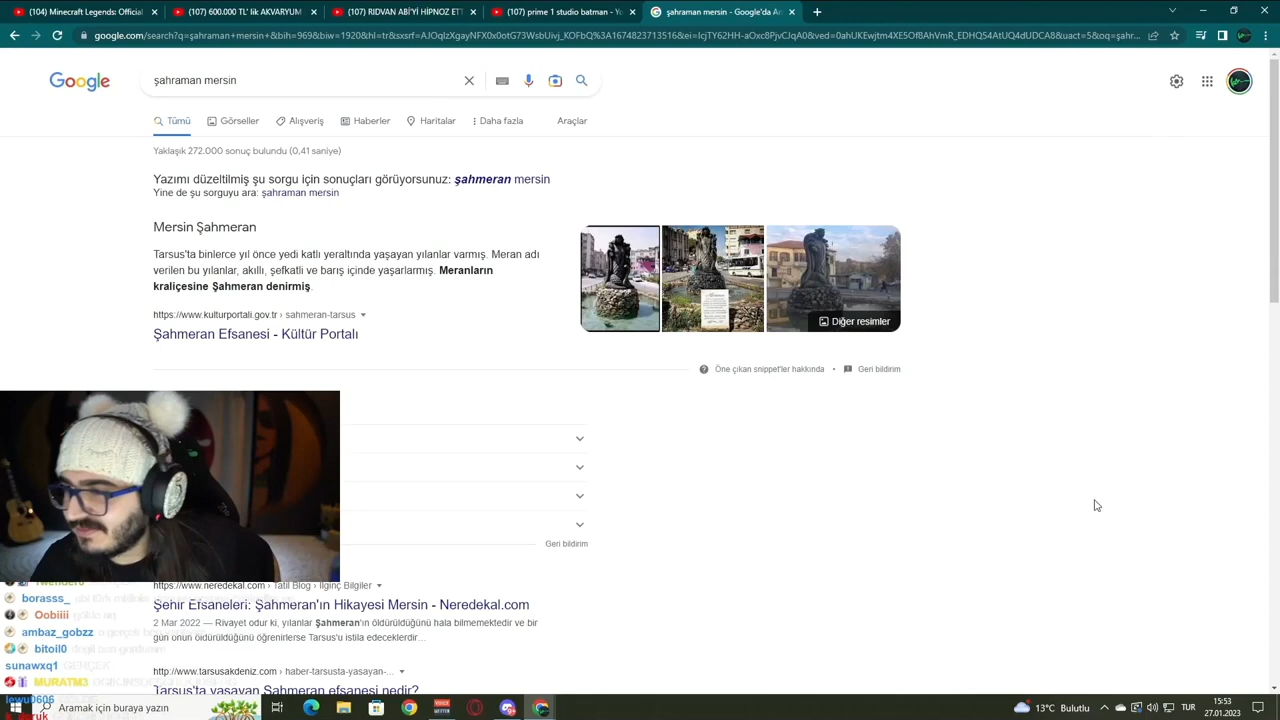 (104) Minecraft Legends: Official
(107) 600.000 TL' lik AKVARYUM
(107) RIDVAN ABİ'Yİ HİPNOZ ETT
(107) prime 1 studio batman - Yo
şahraman mersin - Google'da Ar
google.com/search?q=şahraman+mersin+&bih=969&biw=1920&hl=tr
Google
şahraman mersin
Tümü
Görseller
Alışveriş
Haberler
Haritalar
Daha fazla
Araçlar
Yaklaşık 272.000 sonuç bulundu (0,41 saniye)
Yazımı düzeltilmiş şu sorgu için sonuçları görüyorsunuz: şahmeran mersin
Yine de şu sorguyu ara: şahraman mersin
Mersin Şahmeran
Tarsus'ta binlerce yıl önce yedi katlı yeraltında yaşayan yılanlar varmış. Meran adı
verilen bu yılanlar, akıllı, şefkatli ve barış içinde yaşarlarmış. Meranların
kraliçesine Şahmeran denirmiş.
Diğer resimler
https://www.kulturportali.gov.tr › sahmeran-tarsus
Şahmeran Efsanesi - Kültür Portalı
Öne çıkan snippet'ler hakkında • Geri bildirim
Geri bildirim
https://www.neredekal.com › Tatil Blog › İlginç Bilgiler
Şehir Efsaneleri: Şahmeran'ın Hikayesi Mersin - Neredekal.com
2 Mar 2022 — Rivayet odur ki, yılanlar Şahmeran'ın öldürüldüğünü hala bilmemektedir ve bir
gün onun öldürüldüğünü öğrenirlerse Tarsus'u istila edeceklerdir...
http://www.tarsusakdeniz.com › haber-tarsusta-yasayan-...
Tarsus'ta yaşayan Şahmeran efsanesi nedir?
borasss_
Oobiiii
ambaz_gobzz
bitoil0
sunawxq1 GERÇEK
MURATM3
lewu0606
Aramak için buraya yazın
13°C Bulutlu
TUR
15:53
27.01.2023